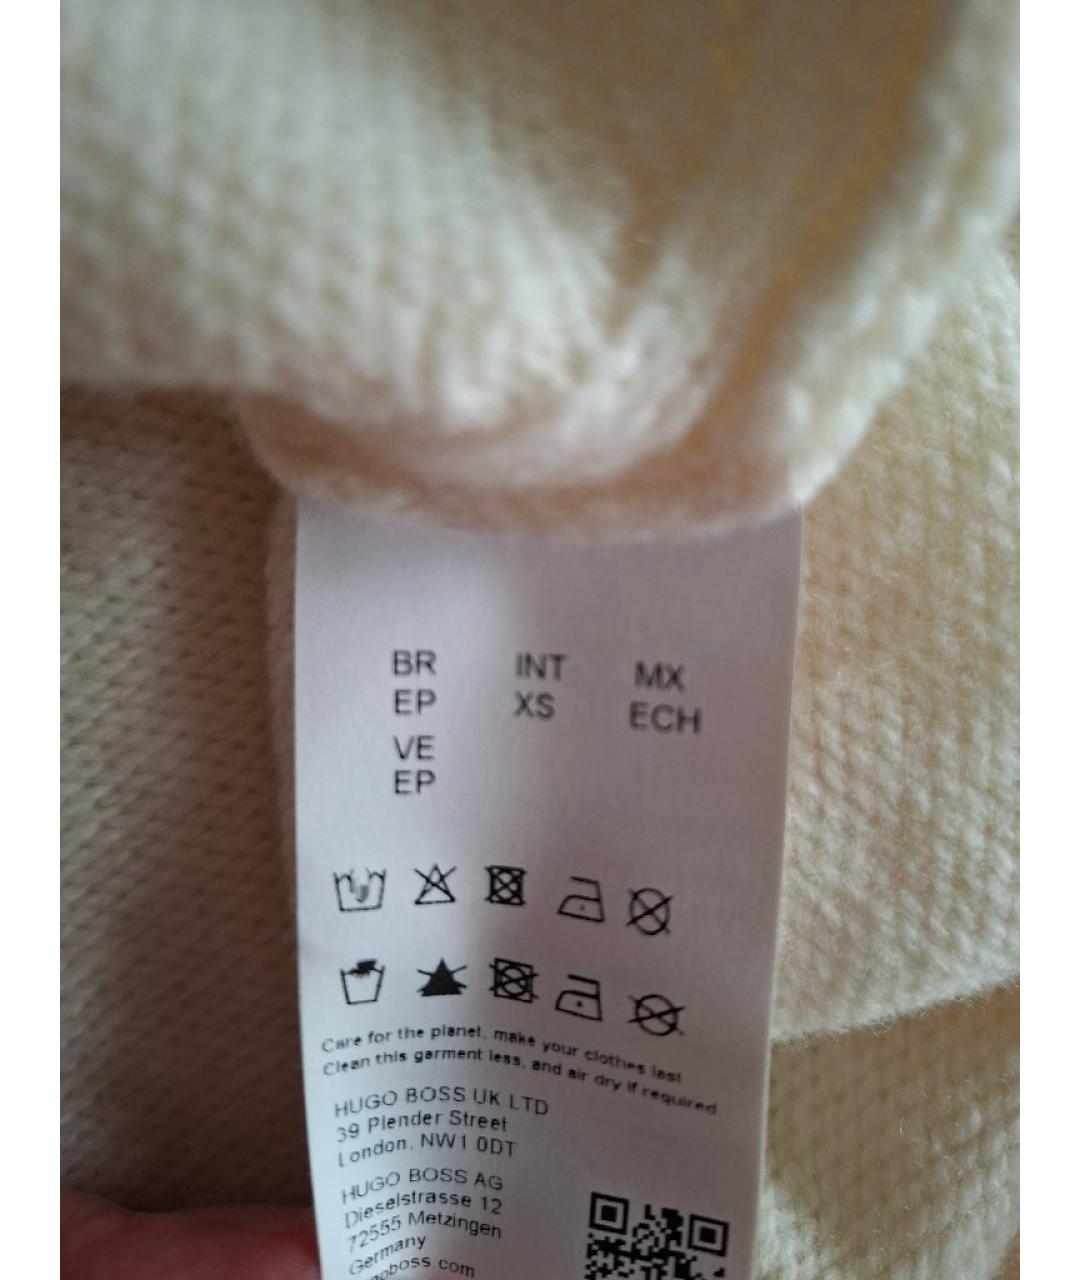 BR INT MX
EP XS ECH
VE
EP
Care for the planet, make your clothes last
Clean this garment less, and air dry if required
HUGO BOSS UK LTD
39 Plender Street
London, NW1 0DT
HUGO BOSS AG
Dieselstrasse 12
72555 Metzingen
Germany
oboss.com